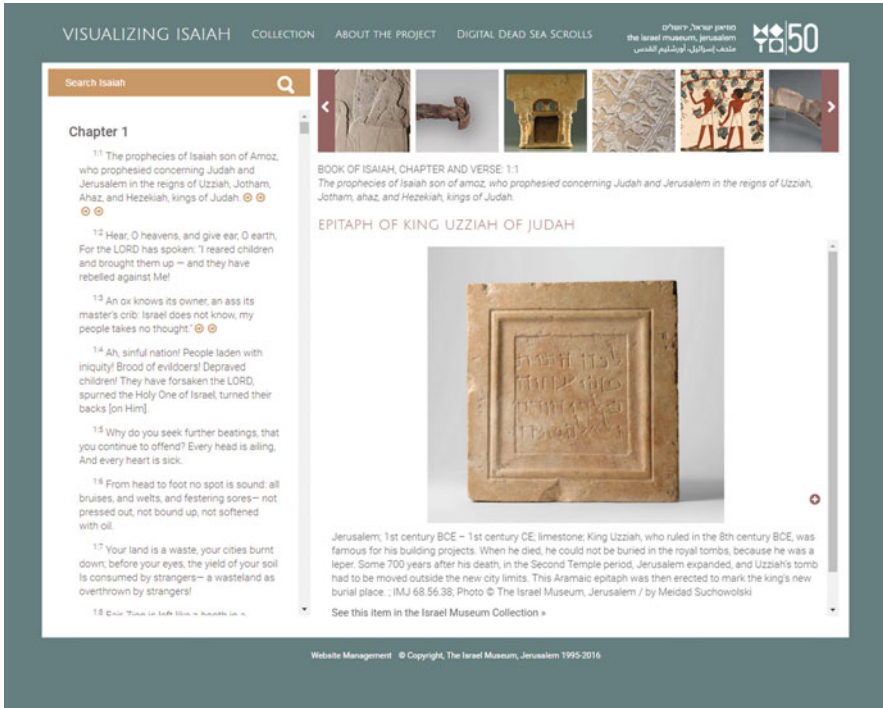 VISUALIZING ISAIAH
COLLECTION
ABOUT THE PROJECT
DIGITAL DEAD SEA SCROLLS
מוזיאון ישראל, ירושלים
the israel museum, jerusalem
متحف إسرائيل، أورشليم القدس
50
Search Isaiah
Chapter 1
1:1 The prophecies of Isaiah son of Amoz,
who prophesied concerning Judah and
Jerusalem in the reigns of Uzziah, Jotham,
Ahaz, and Hezekiah, kings of Judah.
1:2 Hear, O heavens, and give ear, O earth,
For the LORD has spoken: "I reared children
and brought them up — and they have
rebelled against Me!
1:3 An ox knows its owner, an ass its
master's crib: Israel does not know, my
people takes no thought."
1:4 Ah, sinful nation! People laden with
iniquity! Brood of evildoers! Depraved
children! They have forsaken the LORD,
spurned the Holy One of Israel, turned their
backs [on Him].
1:5 Why do you seek further beatings, that
you continue to offend? Every head is ailing,
And every heart is sick.
1:6 From head to foot no spot is sound: all
bruises, and welts, and festering sores— not
pressed out, not bound up, not softened
with oil.
1:7 Your land is a waste, your cities burnt
down; before your eyes, the yield of your soil
Is consumed by strangers— a wasteland as
overthrown by strangers!
1:8 Fair Zion is left like a booth in a
BOOK OF ISAIAH, CHAPTER AND VERSE: 1:1
The prophecies of Isaiah son of amoz, who prophesied concerning Judah and Jerusalem in the reigns of Uzziah,
Jotham, ahaz, and Hezekiah, kings of Judah.
EPITAPH OF KING UZZIAH OF JUDAH
Jerusalem; 1st century BCE – 1st century CE; limestone; King Uzziah, who ruled in the 8th century BCE, was
famous for his building projects. When he died, he could not be buried in the royal tombs, because he was a
leper. Some 700 years after his death, in the Second Temple period, Jerusalem expanded, and Uzziah's tomb
had to be moved outside the new city limits. This Aramaic epitaph was then erected to mark the king's new
burial place. ; IMJ 68.56.38; Photo © The Israel Museum, Jerusalem / by Meidad Suchowolski
See this item in the Israel Museum Collection »
Website Management © Copyright, The Israel Museum, Jerusalem 1995-2016